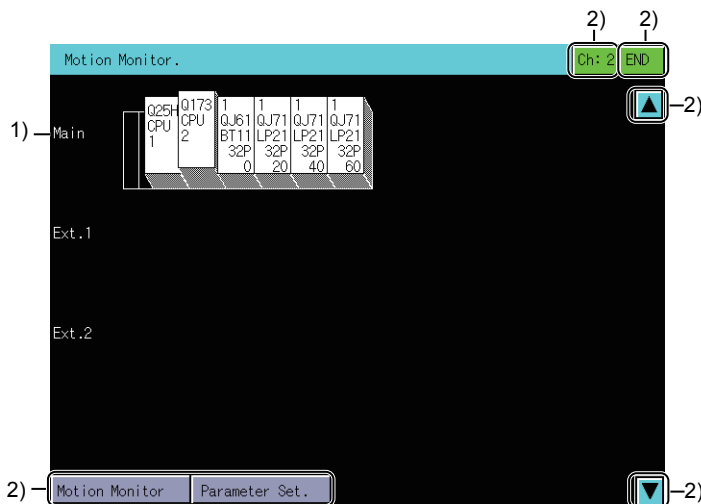 2) 2)
Motion Monitor. Ch: 2 END
▲ 2)
1) Main
Q25H
CPU
1
Q173
CPU
2
1
QJ61
BT11
32P
0
1
QJ71
LP21
32P
20
1
QJ71
LP21
32P
40
1
QJ71
LP21
32P
60
Ext.1
Ext.2
2) Motion Monitor Parameter Set. ▼ 2)